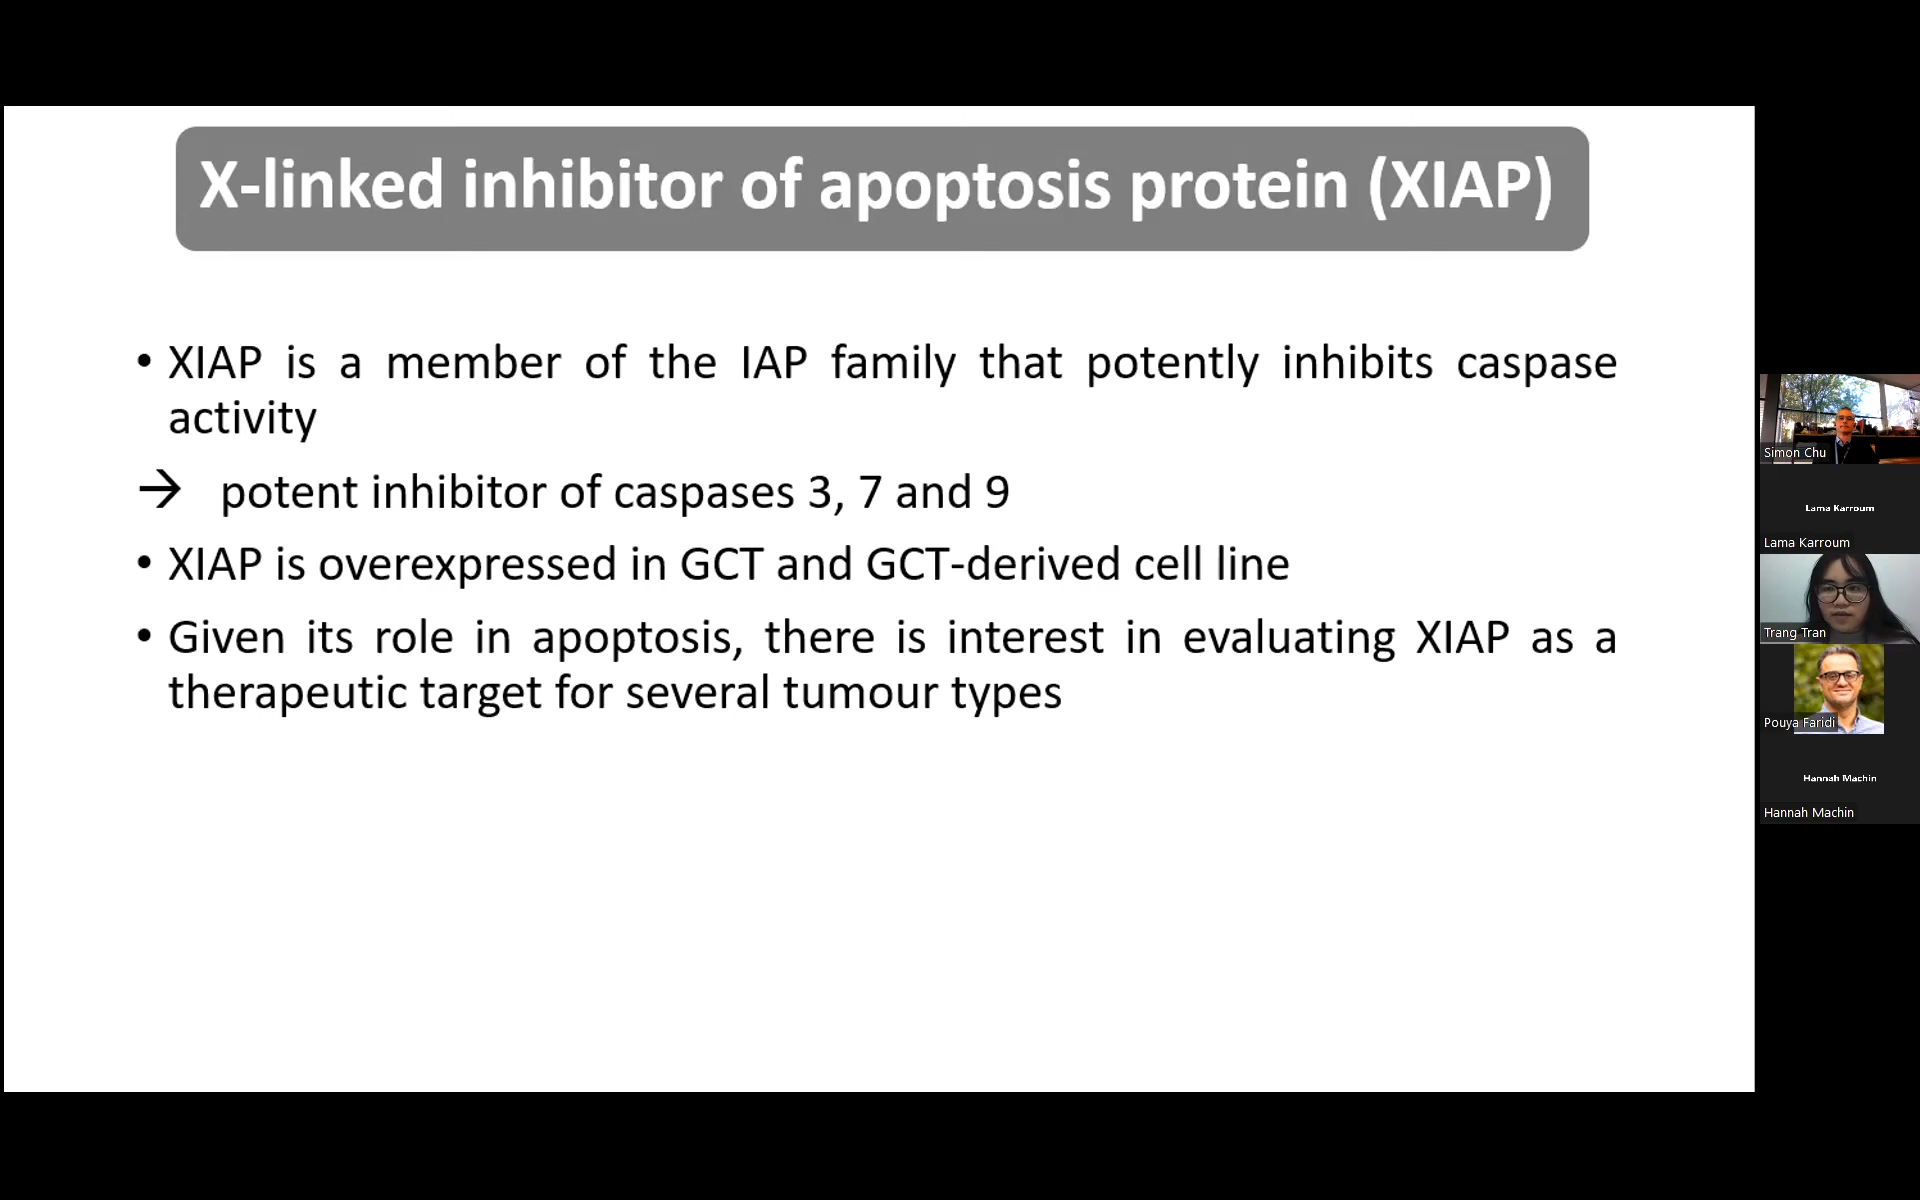 X-linked inhibitor of apoptosis protein (XIAP)
• XIAP is a member of the IAP family that potently inhibits caspase
activity
→ potent inhibitor of caspases 3, 7 and 9
• XIAP is overexpressed in GCT and GCT-derived cell line
• Given its role in apoptosis, there is interest in evaluating XIAP as a
therapeutic target for several tumour types
Simon Chu
Lama Karroum
Lama Karroum
Trang Tran
Pouya Faridi
Hannah Machin
Hannah Machin